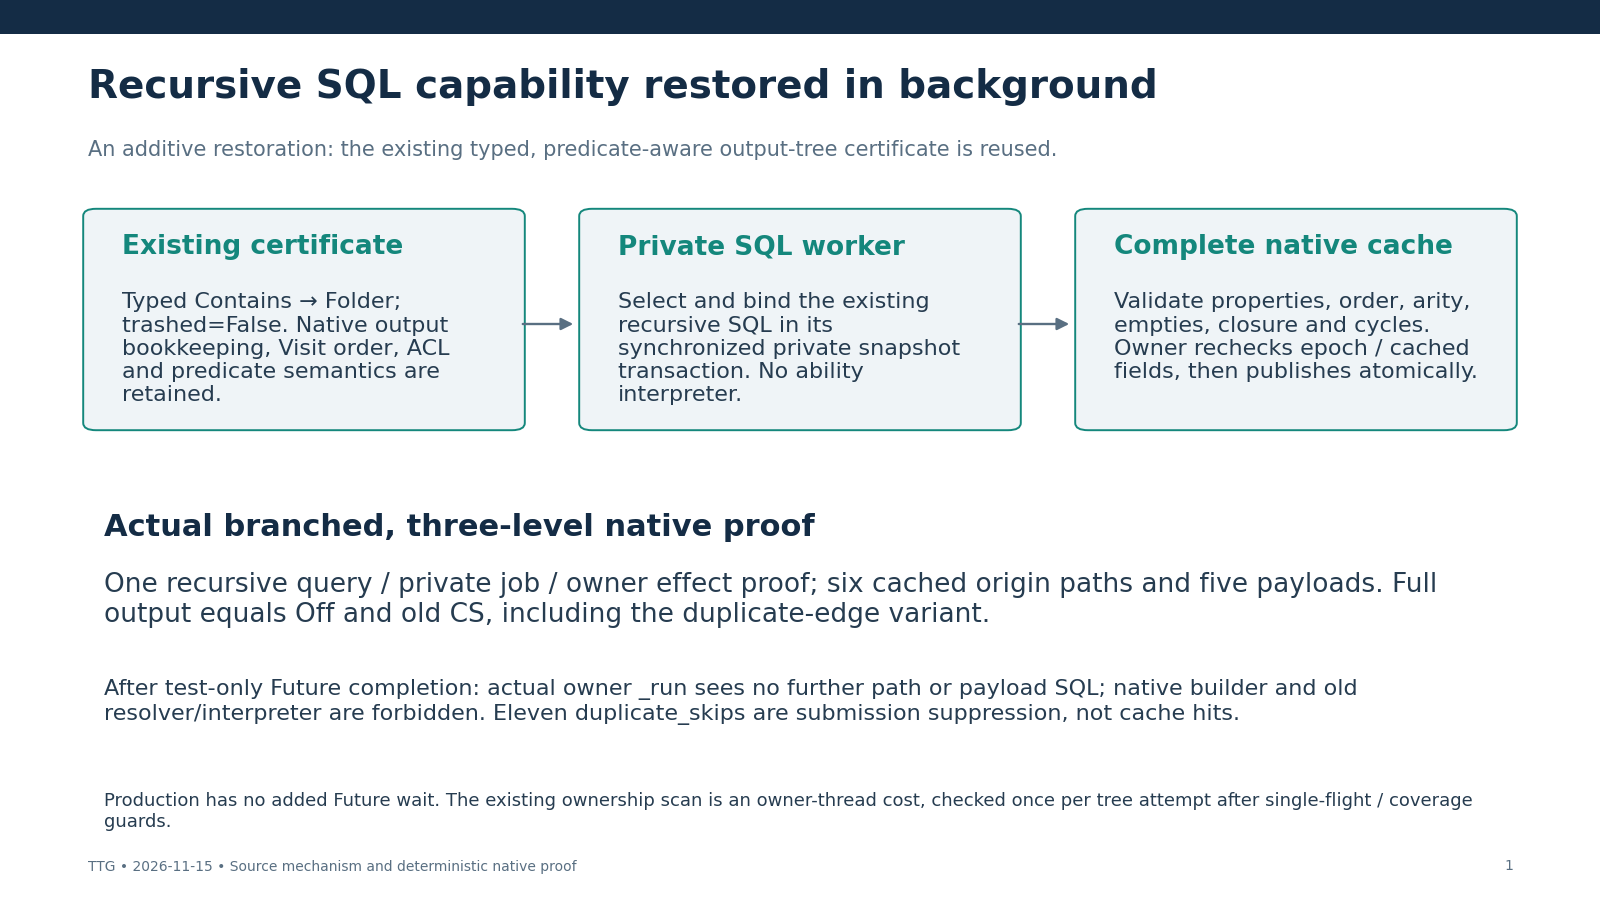 Recursive SQL capability restored in background
An additive restoration: the existing typed, predicate-aware output-tree certificate is reused.
Existing certificate
Typed Contains → Folder;
trashed=False. Native output
bookkeeping, Visit order, ACL
and predicate semantics are
retained.
Private SQL worker
Select and bind the existing
recursive SQL in its
synchronized private snapshot
transaction. No ability
interpreter.
Complete native cache
Validate properties, order, arity,
empties, closure and cycles.
Owner rechecks epoch / cached
fields, then publishes atomically.
Actual branched, three-level native proof
One recursive query / private job / owner effect proof; six cached origin paths and five payloads. Full
output equals Off and old CS, including the duplicate-edge variant.
After test-only Future completion: actual owner _run sees no further path or payload SQL; native builder and old
resolver/interpreter are forbidden. Eleven duplicate_skips are submission suppression, not cache hits.
Production has no added Future wait. The existing ownership scan is an owner-thread cost, checked once per tree attempt after single-flight / coverage
guards.
TTG • 2026-11-15 • Source mechanism and deterministic native proof
1